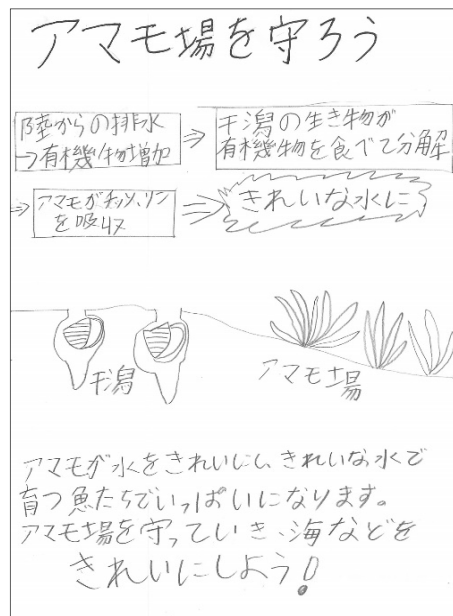 アマモ場を守ろう
陸からの排水
→有機物増加
⇒
干潟の生き物が
有機物を食べて分解
⇒
アマモがチッソ、リン
を吸収
⇒
きれいな水に
干潟
アマモ場
アマモが水をきれいにし、きれいな水で
育つ魚たちでいっぱいになります。
アマモ場を守っていき、海などを
きれいにしよう!